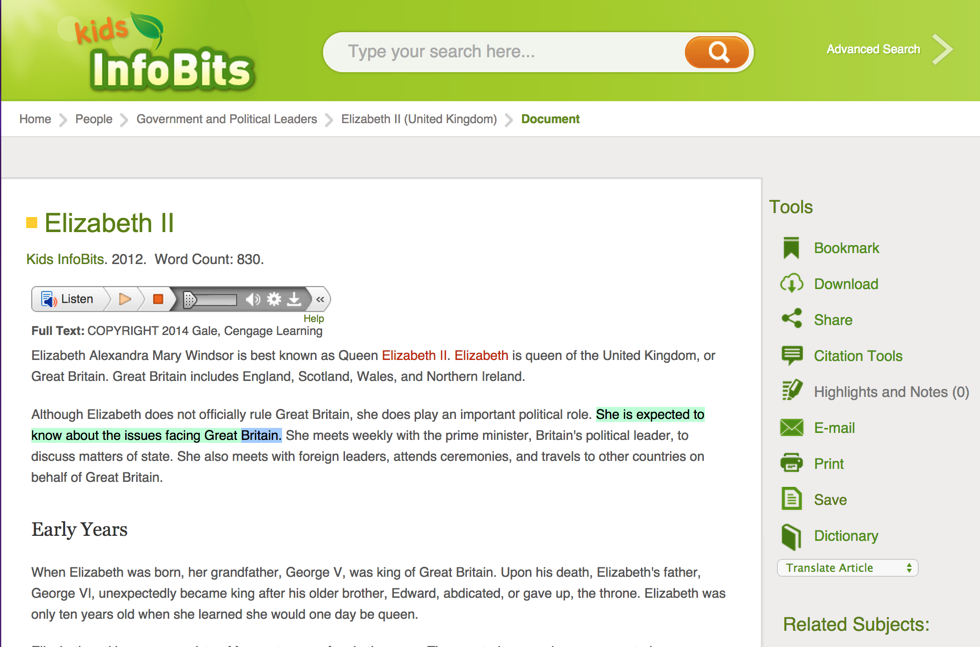 kids
InfoBits
Type your search here...
Advanced Search
Home People Government and Political Leaders Elizabeth II (United Kingdom) Document
Elizabeth II
Kids InfoBits. 2012. Word Count: 830.
Listen
Help
Full Text: COPYRIGHT 2014 Gale, Cengage Learning
Elizabeth Alexandra Mary Windsor is best known as Queen Elizabeth II. Elizabeth is queen of the United Kingdom, or
Great Britain. Great Britain includes England, Scotland, Wales, and Northern Ireland.
Although Elizabeth does not officially rule Great Britain, she does play an important political role. She is expected to
know about the issues facing Great Britain. She meets weekly with the prime minister, Britain's political leader, to
discuss matters of state. She also meets with foreign leaders, attends ceremonies, and travels to other countries on
behalf of Great Britain.
Early Years
When Elizabeth was born, her grandfather, George V, was king of Great Britain. Upon his death, Elizabeth's father,
George VI, unexpectedly became king after his older brother, Edward, abdicated, or gave up, the throne. Elizabeth was
only ten years old when she learned she would one day be queen.
Tools
Bookmark
Download
Share
Citation Tools
Highlights and Notes (0)
E-mail
Print
Save
Dictionary
Translate Article
Related Subjects: